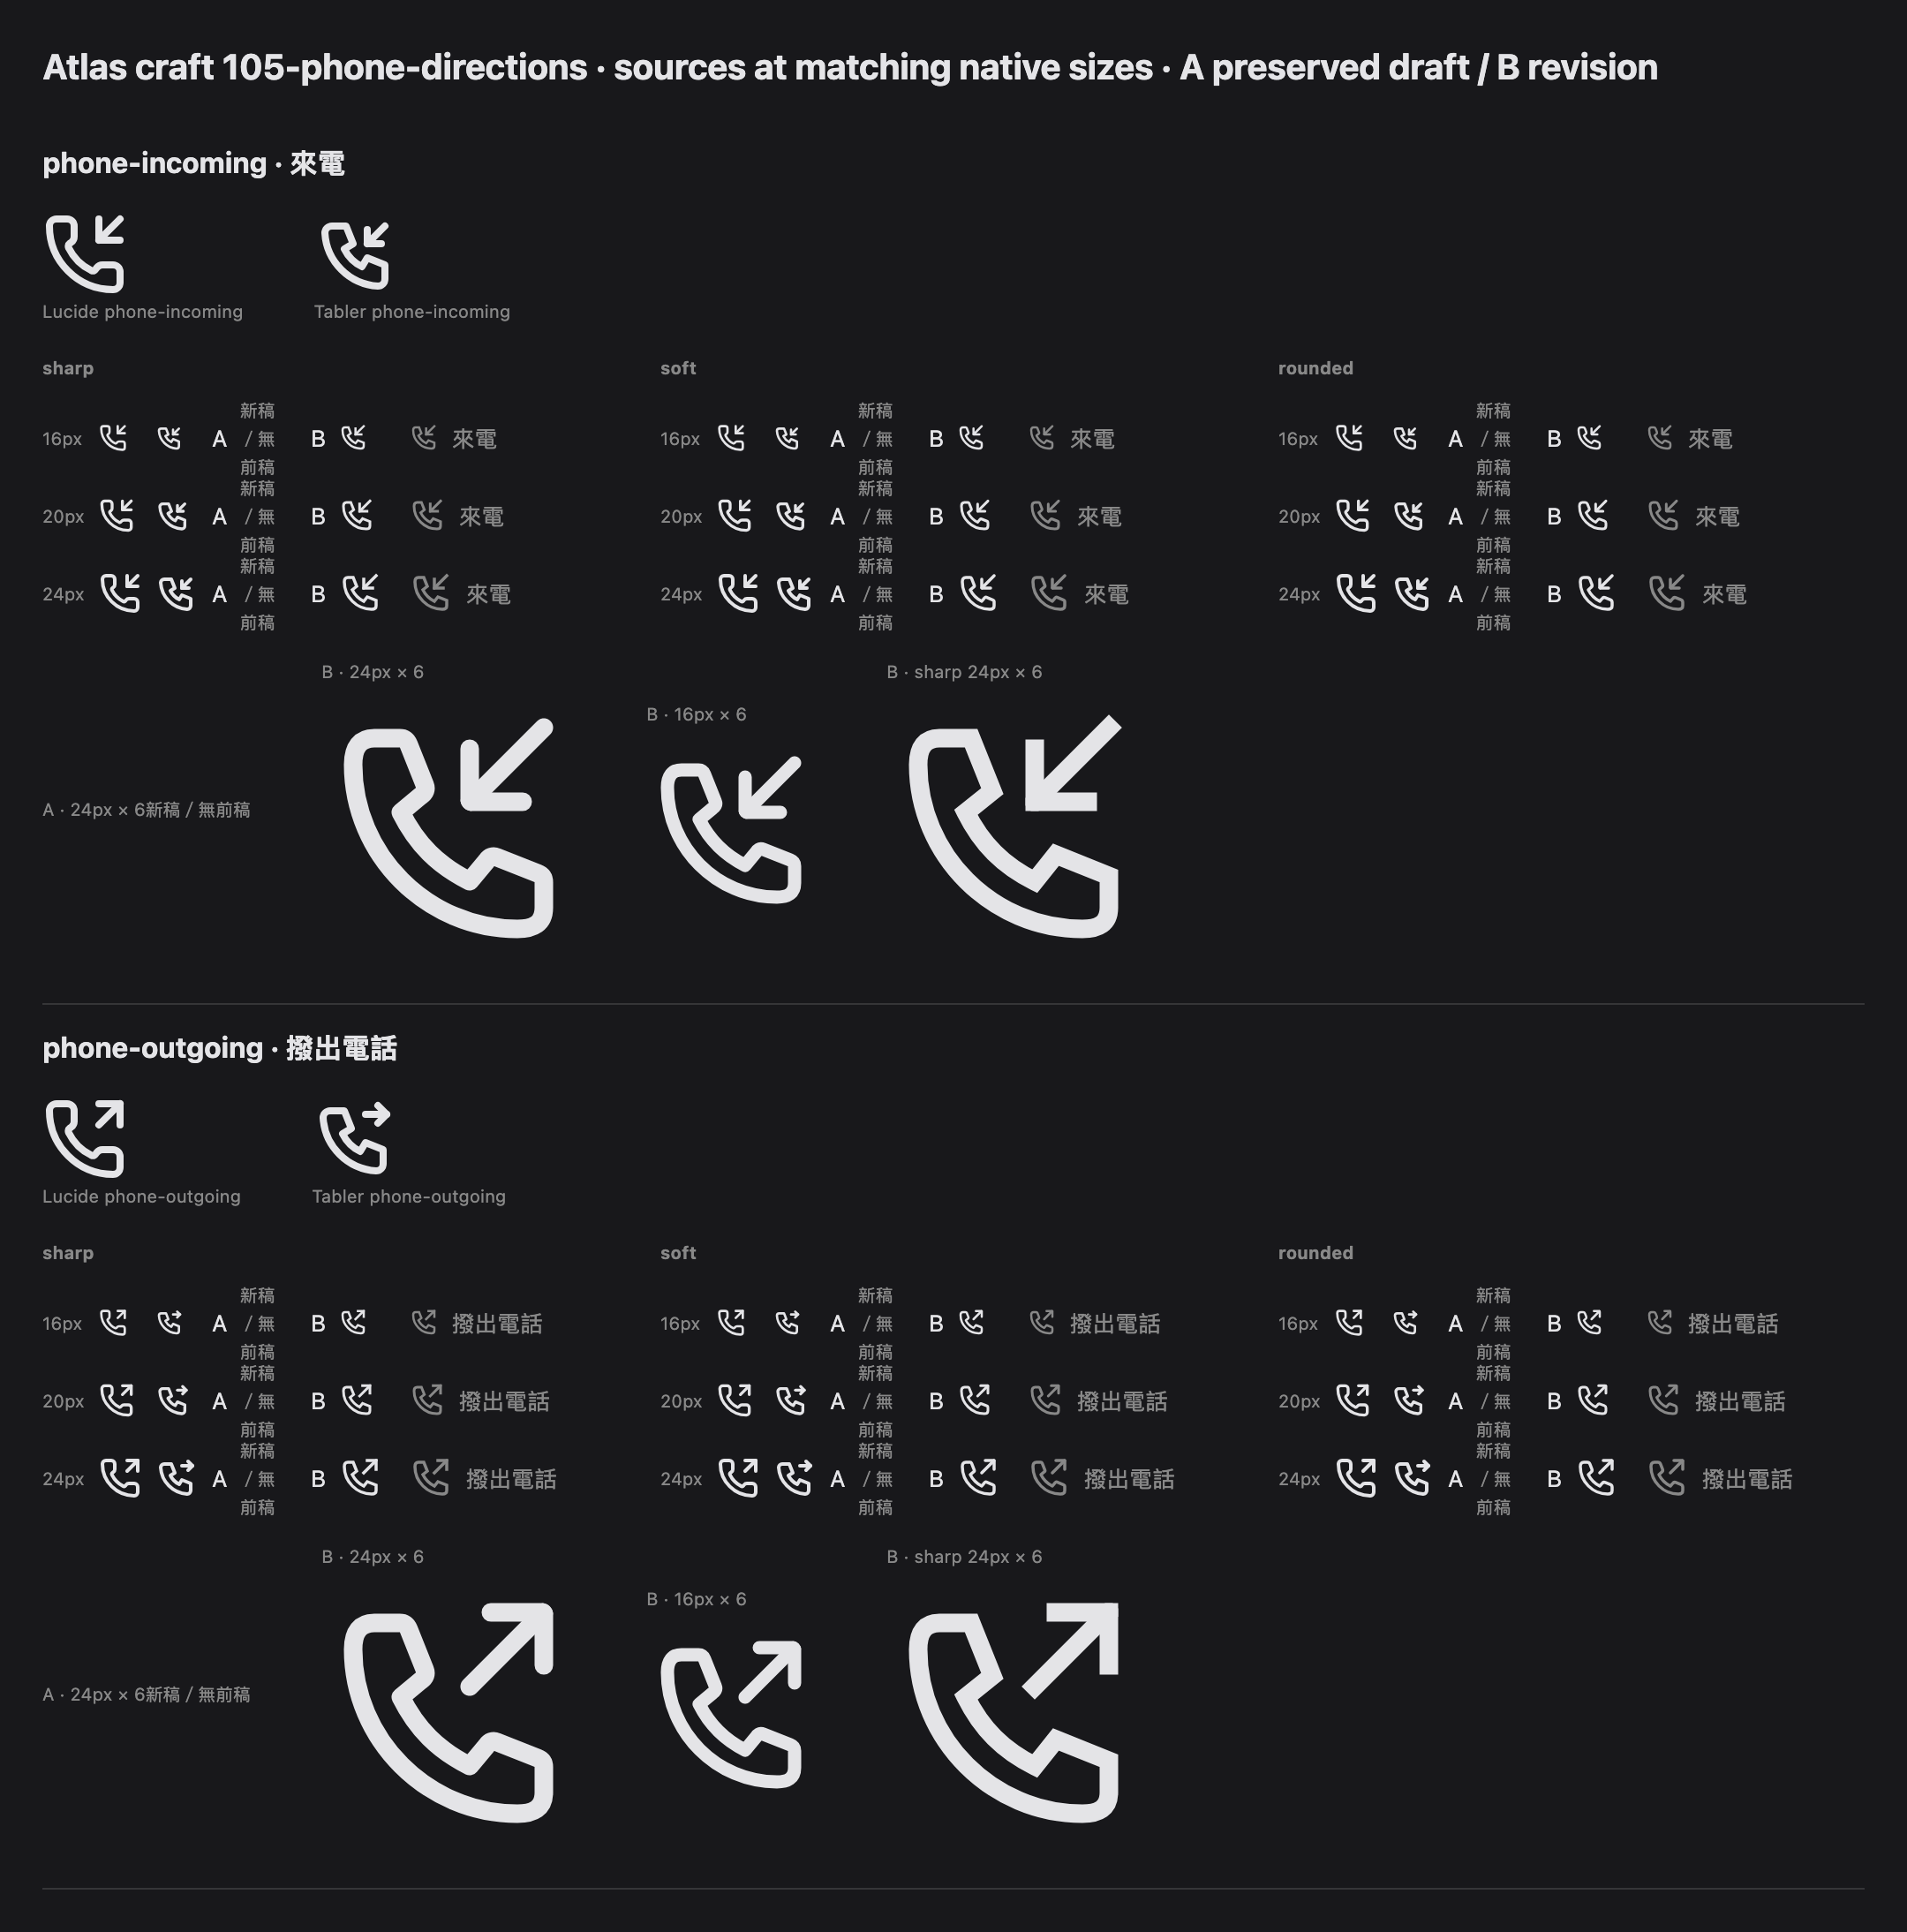 Atlas craft 105-phone-directions · sources at matching native sizes · A preserved draft / B revision
phone-incoming · 來電
Lucide phone-incoming
Tabler phone-incoming
sharp
16px A 新稿 / 無前稿 B 來電
20px A 新稿 / 無前稿 B 來電
24px A 新稿 / 無前稿 B 來電
soft
16px A 新稿 / 無前稿 B 來電
20px A 新稿 / 無前稿 B 來電
24px A 新稿 / 無前稿 B 來電
rounded
16px A 新稿 / 無前稿 B 來電
20px A 新稿 / 無前稿 B 來電
24px A 新稿 / 無前稿 B 來電
A · 24px × 6新稿 / 無前稿
B · 24px × 6
B · 16px × 6
B · sharp 24px × 6
phone-outgoing · 撥出電話
Lucide phone-outgoing
Tabler phone-outgoing
sharp
16px A 新稿 / 無前稿 B 撥出電話
20px A 新稿 / 無前稿 B 撥出電話
24px A 新稿 / 無前稿 B 撥出電話
soft
16px A 新稿 / 無前稿 B 撥出電話
20px A 新稿 / 無前稿 B 撥出電話
24px A 新稿 / 無前稿 B 撥出電話
rounded
16px A 新稿 / 無前稿 B 撥出電話
20px A 新稿 / 無前稿 B 撥出電話
24px A 新稿 / 無前稿 B 撥出電話
A · 24px × 6新稿 / 無前稿
B · 24px × 6
B · 16px × 6
B · sharp 24px × 6